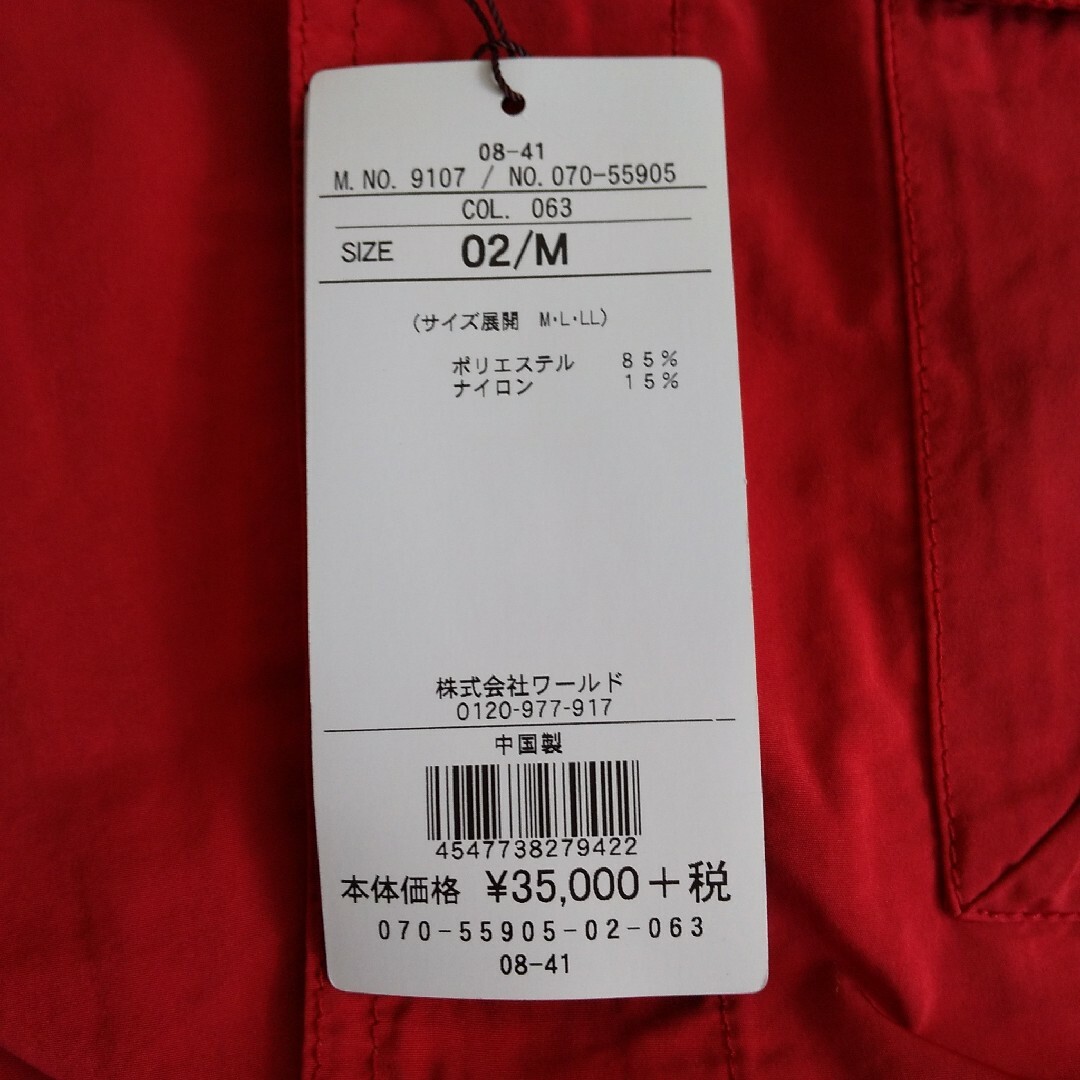 08-41
M.NO. 9107 / NO.070-55905
COL. 063
SIZE 02/M
(サイズ展開 M・L・LL)
ポリエステル 85%
ナイロン 15%
株式会社ワールド
0120-977-917
中国製
4547738279422
本体価格 ¥35,000+税
070-55905-02-063
08-41